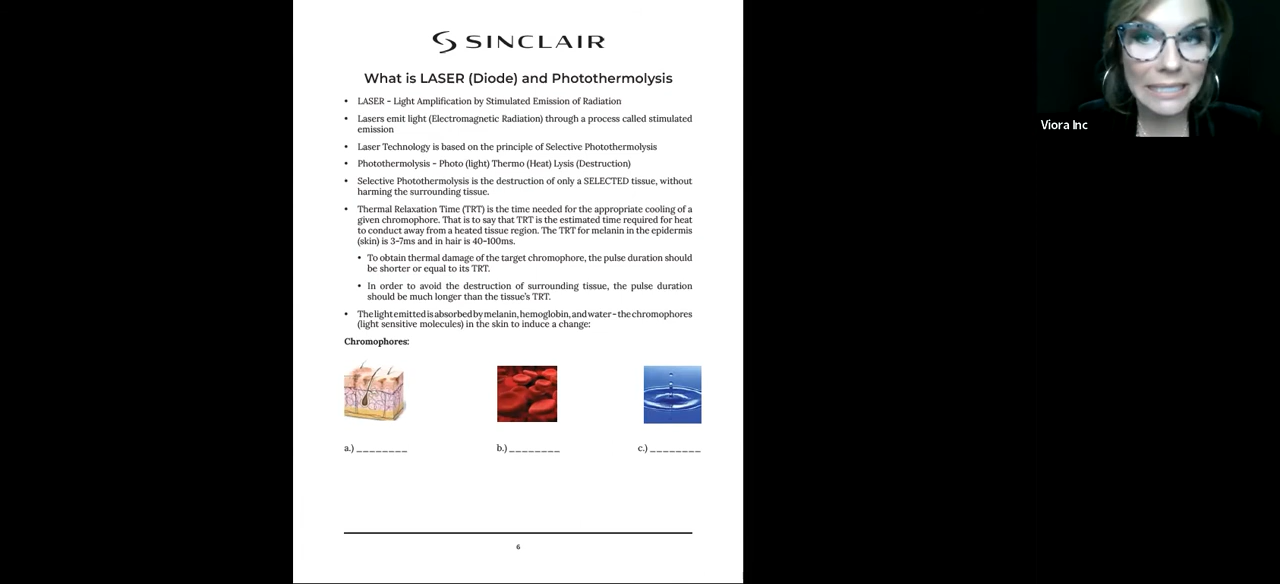 SINCLAIR
What is LASER (Diode) and Photothermolysis
• LASER - Light Amplification by Stimulated Emission of Radiation
• Lasers emit light (Electromagnetic Radiation) through a process called stimulated
emission
• Laser Technology is based on the principle of Selective Photothermolysis
• Photothermolysis - Photo (light) Thermo (Heat) Lysis (Destruction)
• Selective Photothermolysis is the destruction of only a SELECTED tissue, without
harming the surrounding tissue.
• Thermal Relaxation Time (TRT) is the time needed for the appropriate cooling of a
given chromophore. That is to say that TRT is the estimated time required for heat
to conduct away from a heated tissue region. The TRT for melanin in the epidermis
(skin) is 3-7ms and in hair is 40-100ms.
• To obtain thermal damage of the target chromophore, the pulse duration should
be shorter or equal to its TRT.
• In order to avoid the destruction of surrounding tissue, the pulse duration
should be much longer than the tissue's TRT.
• The light emitted is absorbed by melanin, hemoglobin, and water - the chromophores
(light sensitive molecules) in the skin to induce a change:
Chromophores:
a.) ________ b.) ________ c.) ________
6
Viora Inc